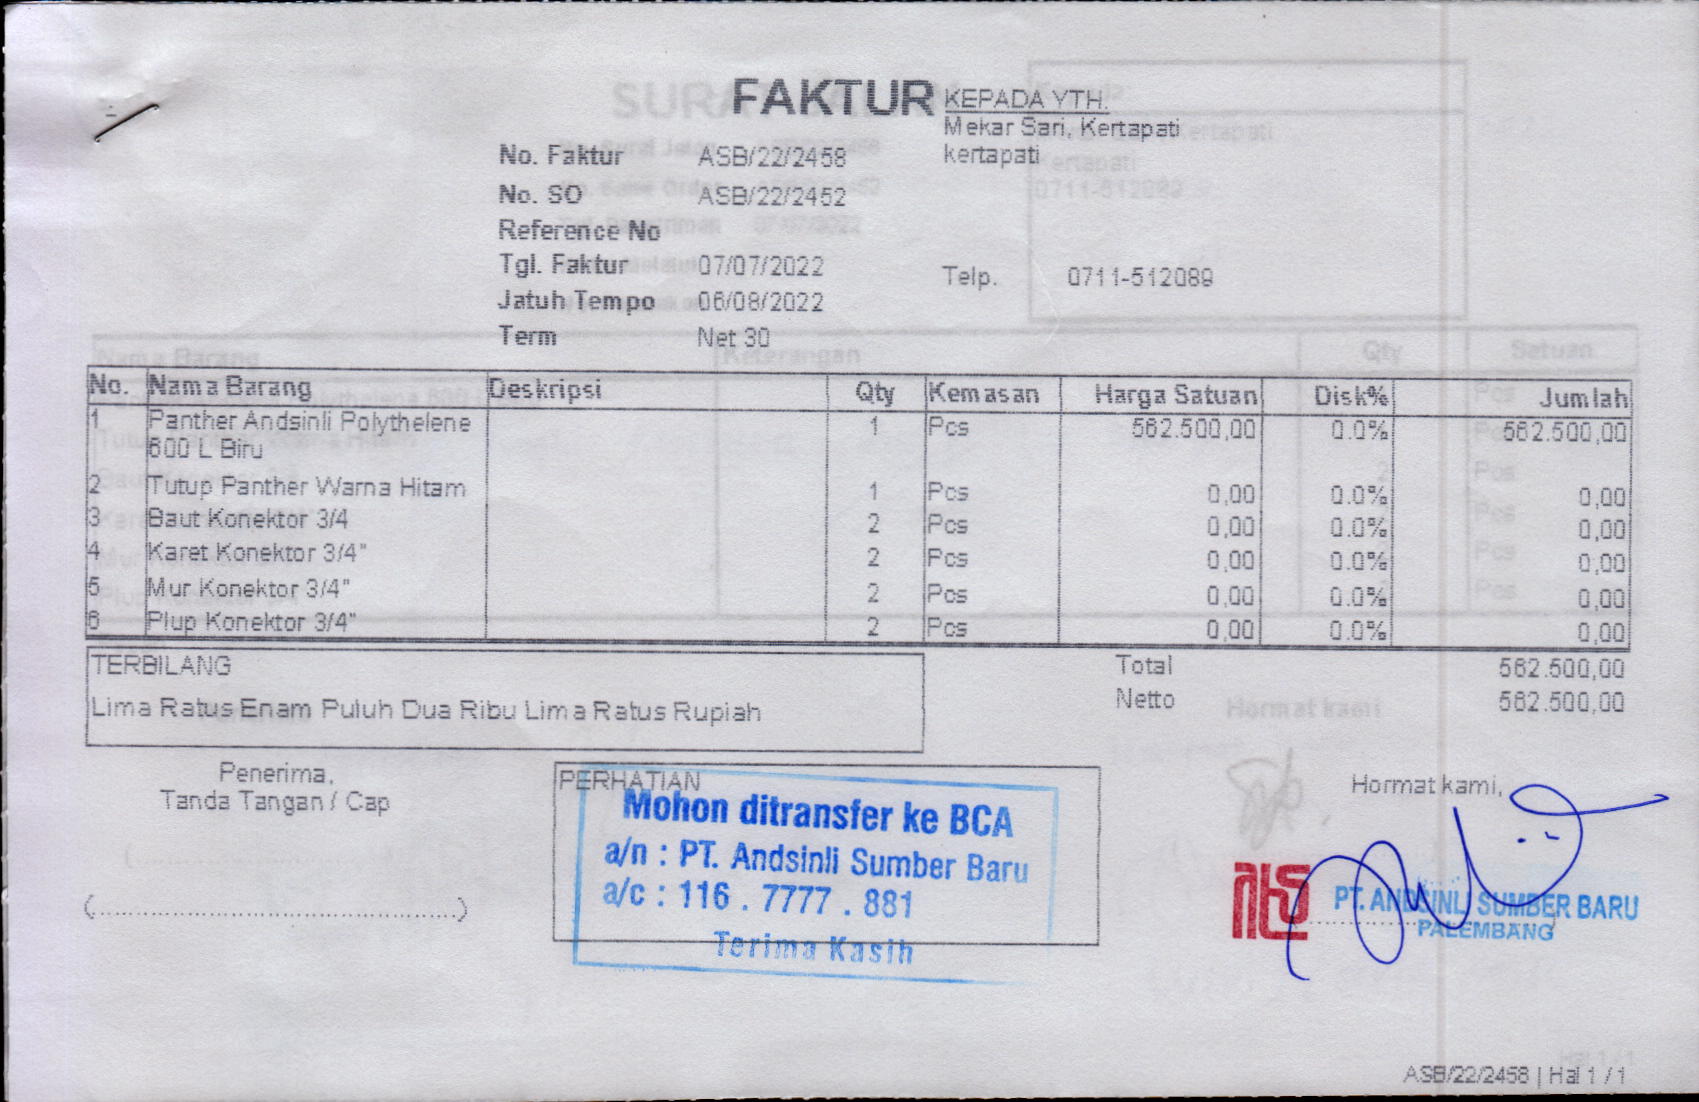 FAKTUR
KEPADA YTH.
Mekar Sari, Kertapati
kertapati
No. Faktur ASB/22/2458
No. SO ASB/22/2452
Reference No
Tgl. Faktur 07/07/2022
Jatuh Tempo 06/08/2022
Term Net 30
Telp. 0711-512089
No. Nama Barang Deskripsi Qty Kemasan Harga Satuan Disk% Jumlah
1 Panther Andsinli Polythelene 1 Pcs 562.500,00 0.0% 562.500,00
600 L Biru
2 Tutup Panther Warna Hitam 1 Pcs 0,00 0.0% 0,00
3 Baut Konektor 3/4 2 Pcs 0,00 0.0% 0,00
4 Karet Konektor 3/4" 2 Pcs 0,00 0.0% 0,00
5 Mur Konektor 3/4" 2 Pcs 0,00 0.0% 0,00
6 Plup Konektor 3/4" 2 Pcs 0,00 0.0% 0,00
TERBILANG
Lima Ratus Enam Puluh Dua Ribu Lima Ratus Rupiah
Total 562.500,00
Netto 562.500,00
Penerima,
Tanda Tangan / Cap
(..............................................)
PERHATIAN
Mohon ditransfer ke BCA
a/n : PT. Andsinli Sumber Baru
a/c : 116 . 7777 . 881
Terima Kasih
Hormat kami,
PT. ANDSINLI SUMBER BARU
PALEMBANG
ASB/22/2458 | Hal 1 / 1